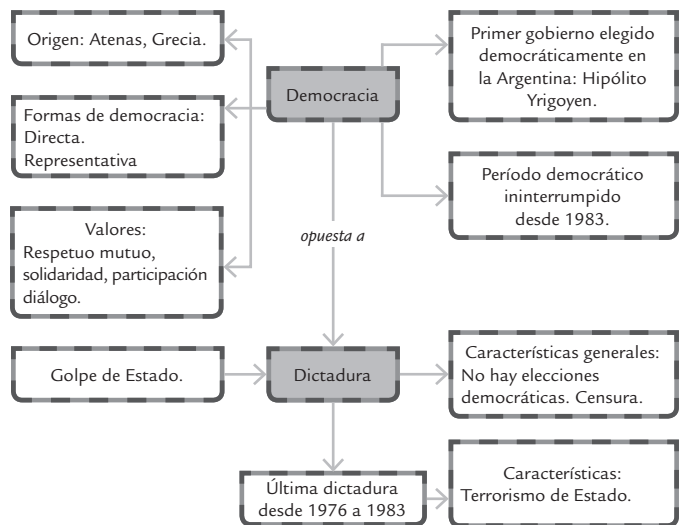 Origen: Atenas, Grecia.
Formas de democracia:
Directa.
Representativa
Valores:
Respetuo mutuo,
solidaridad, participación
diálogo.
Democracia
Primer gobierno elegido
democráticamente en
la Argentina: Hipólito
Yrigoyen.
Período democrático
ininterrumpido
desde 1983.
opuesta a
Golpe de Estado.
Dictadura
Característícas generales:
No hay elecciones
democráticas. Censura.
Última dictadura
desde 1976 a 1983
Características:
Terrorismo de Estado.